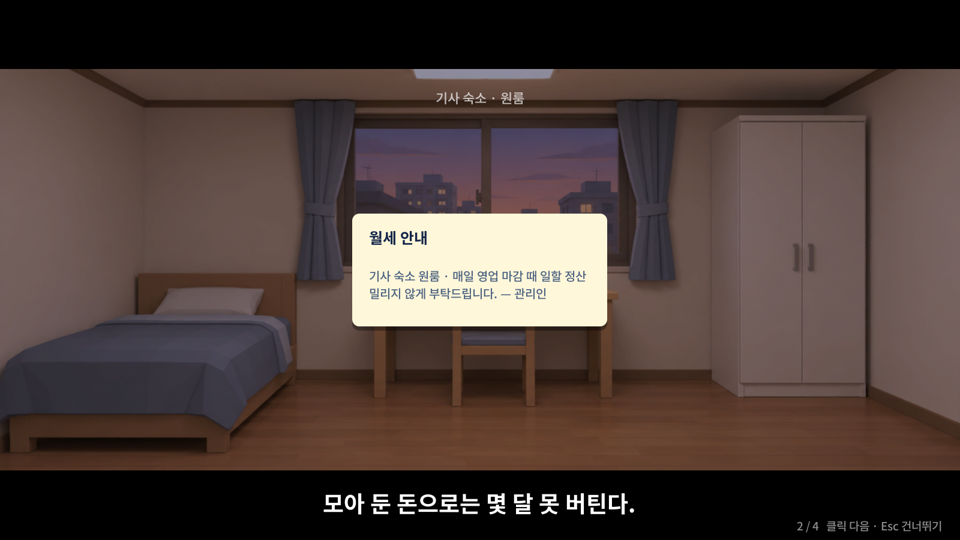 기사 숙소 · 원룸
월세 안내
기사 숙소 원룸 · 매일 영업 마감 때 일할 정산
밀리지 않게 부탁드립니다. — 관리인
모아 둔 돈으로는 몇 달 못 버틴다.
2 / 4 클릭 다음 · Esc 건너뛰기